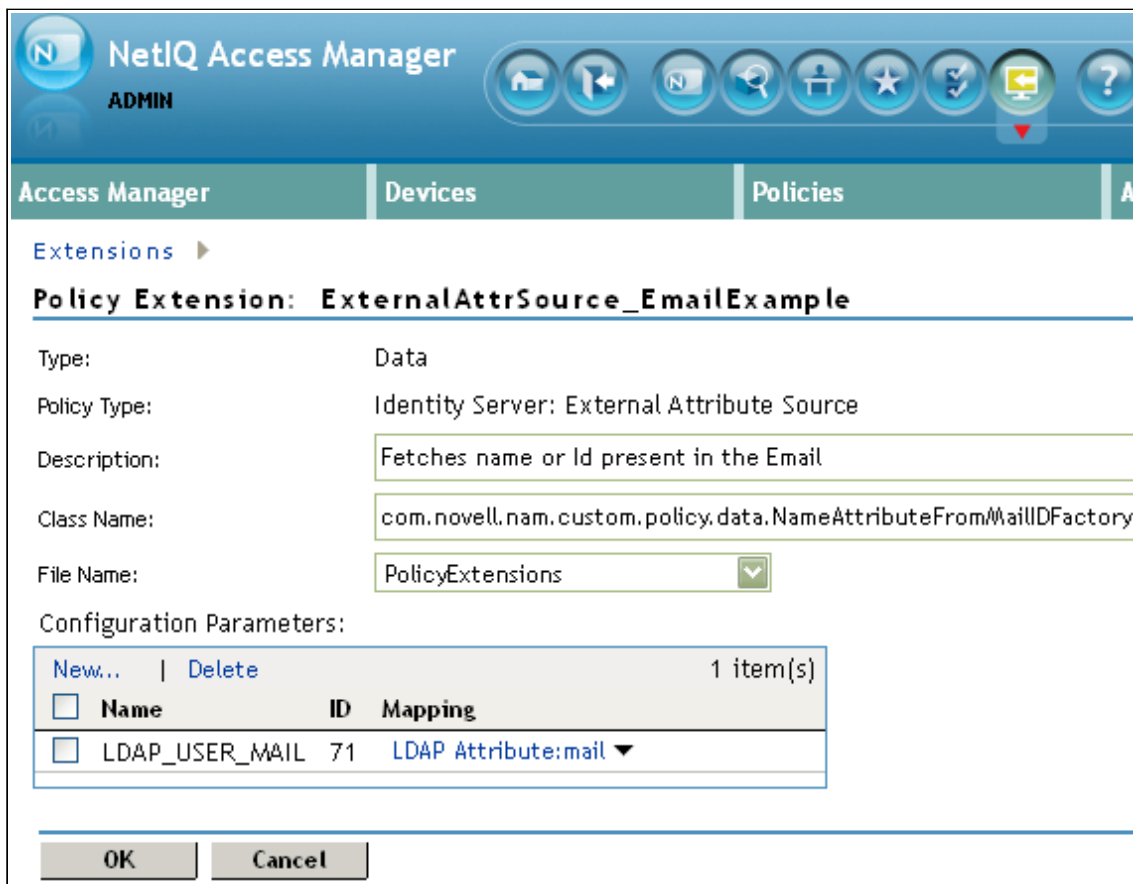 NetIQ Access Manager
ADMIN
Access Manager Devices Policies A
Extensions
Policy Extension: ExternalAttrSource_EmailExample
Type: Data
Policy Type: Identity Server: External Attribute Source
Description: Fetches name or Id present in the Email
Class Name: com.novell.nam.custom.policy.data.NameAttributeFromMailIDFactory
File Name: PolicyExtensions
Configuration Parameters:
New... | Delete 1 item(s)
Name ID Mapping
LDAP_USER_MAIL 71 LDAP Attribute:mail
OK Cancel